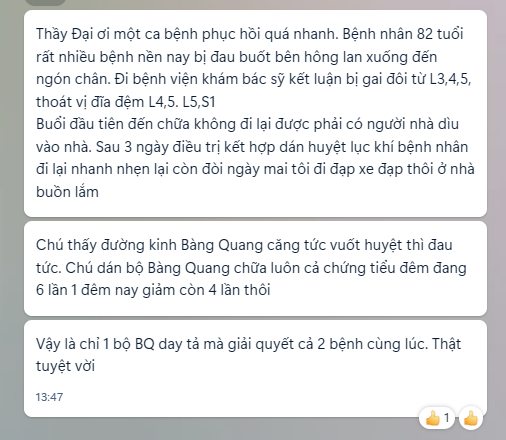 Thầy Đại ơi một ca bệnh phục hồi quá nhanh. Bệnh nhân 82 tuổi
rất nhiều bệnh nền nay bị đau buốt bên hông lan xuống đến
ngón chân. Đi bệnh viện khám bác sỹ kết luận bị gai đôi từ L3,4,5,
thoát vị đĩa đệm L4,5. L5,S1
Buổi đầu tiên đến chữa không đi lại được phải có người nhà dìu
vào nhà. Sau 3 ngày điều trị kết hợp dán huyệt lục khí bệnh nhân
đi lại nhanh nhẹn lại còn đòi ngày mai tôi đi đạp xe đạp thôi ở nhà
buồn lắm
Chú thấy đường kinh Bàng Quang căng tức vuốt huyệt thì đau
tức. Chú dán bộ Bàng Quang chữa luôn cả chứng tiểu đêm đang
6 lần 1 đêm nay giảm còn 4 lần thôi
Vậy là chỉ 1 bộ BQ day tả mà giải quyết cả 2 bệnh cùng lúc. Thật
tuyệt vời
13:47
👍 1 👍